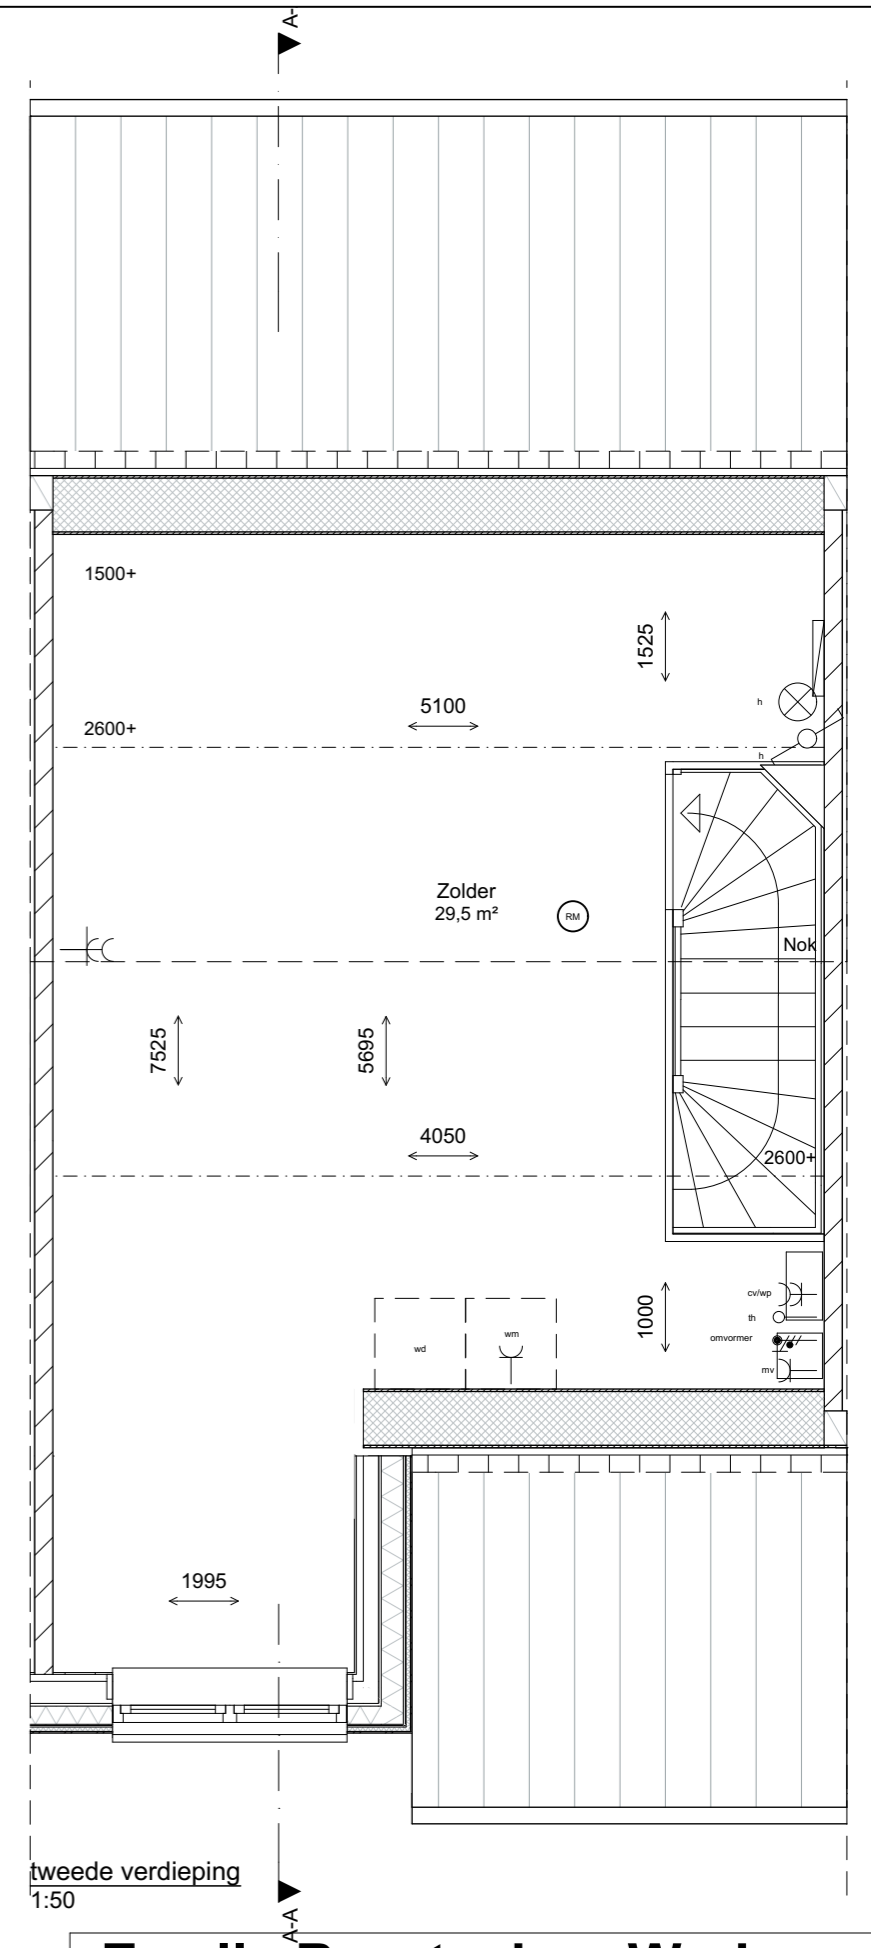 A-
1500+
1525
5100
h
2600+
h
Zolder
29,5 m²
RM
Nok
7525
5695
4050
2600+
1000
cv/wp
th
omvormer
wd
wm
mv
1995
tweede verdieping
1:50
A-A